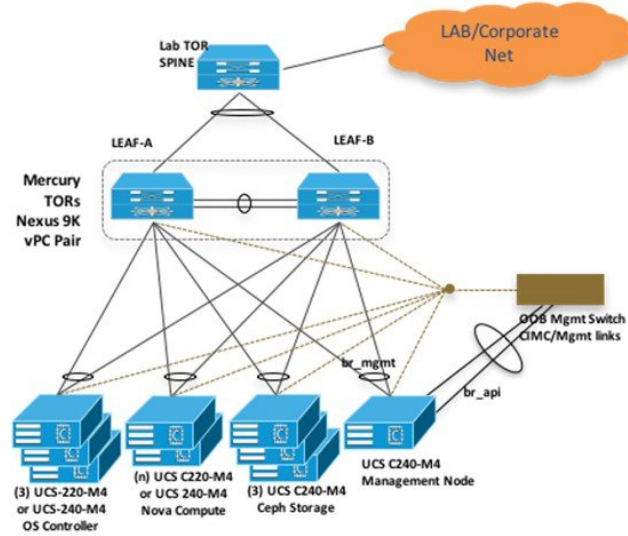 Lab TOR
SPINE
LAB/Corporate
Net
LEAF-A
LEAF-B
Mercury
TORs
Nexus 9K
vPC Pair
OOB Mgmt Switch
CIMC/Mgmt links
br_mgmt
br_api
(3) UCS-220-M4
or UCS-240-M4
OS Controller
(n) UCS C220-M4
or UCS 240-M4
Nova Compute
(3) UCS C240-M4
Ceph Storage
UCS C240-M4
Management Node